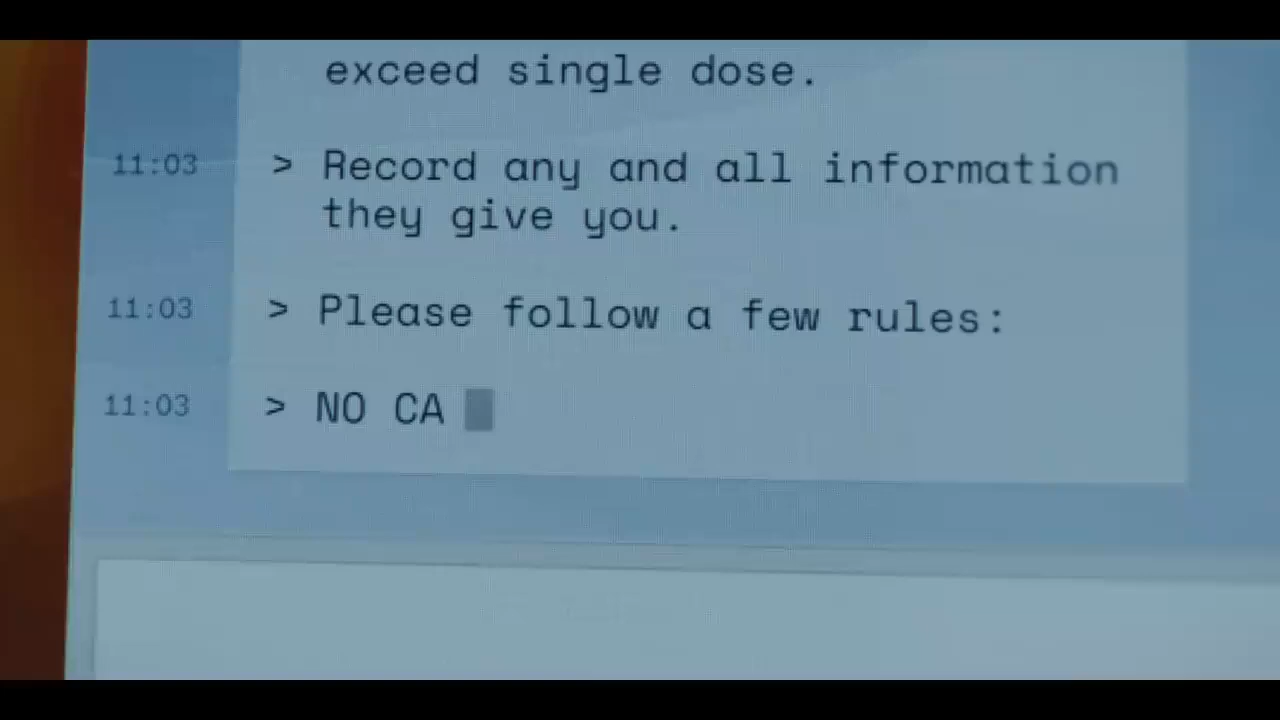 exceed single dose.
11:03 > Record any and all information
they give you.
11:03 > Please follow a few rules:
11:03 > NO CA